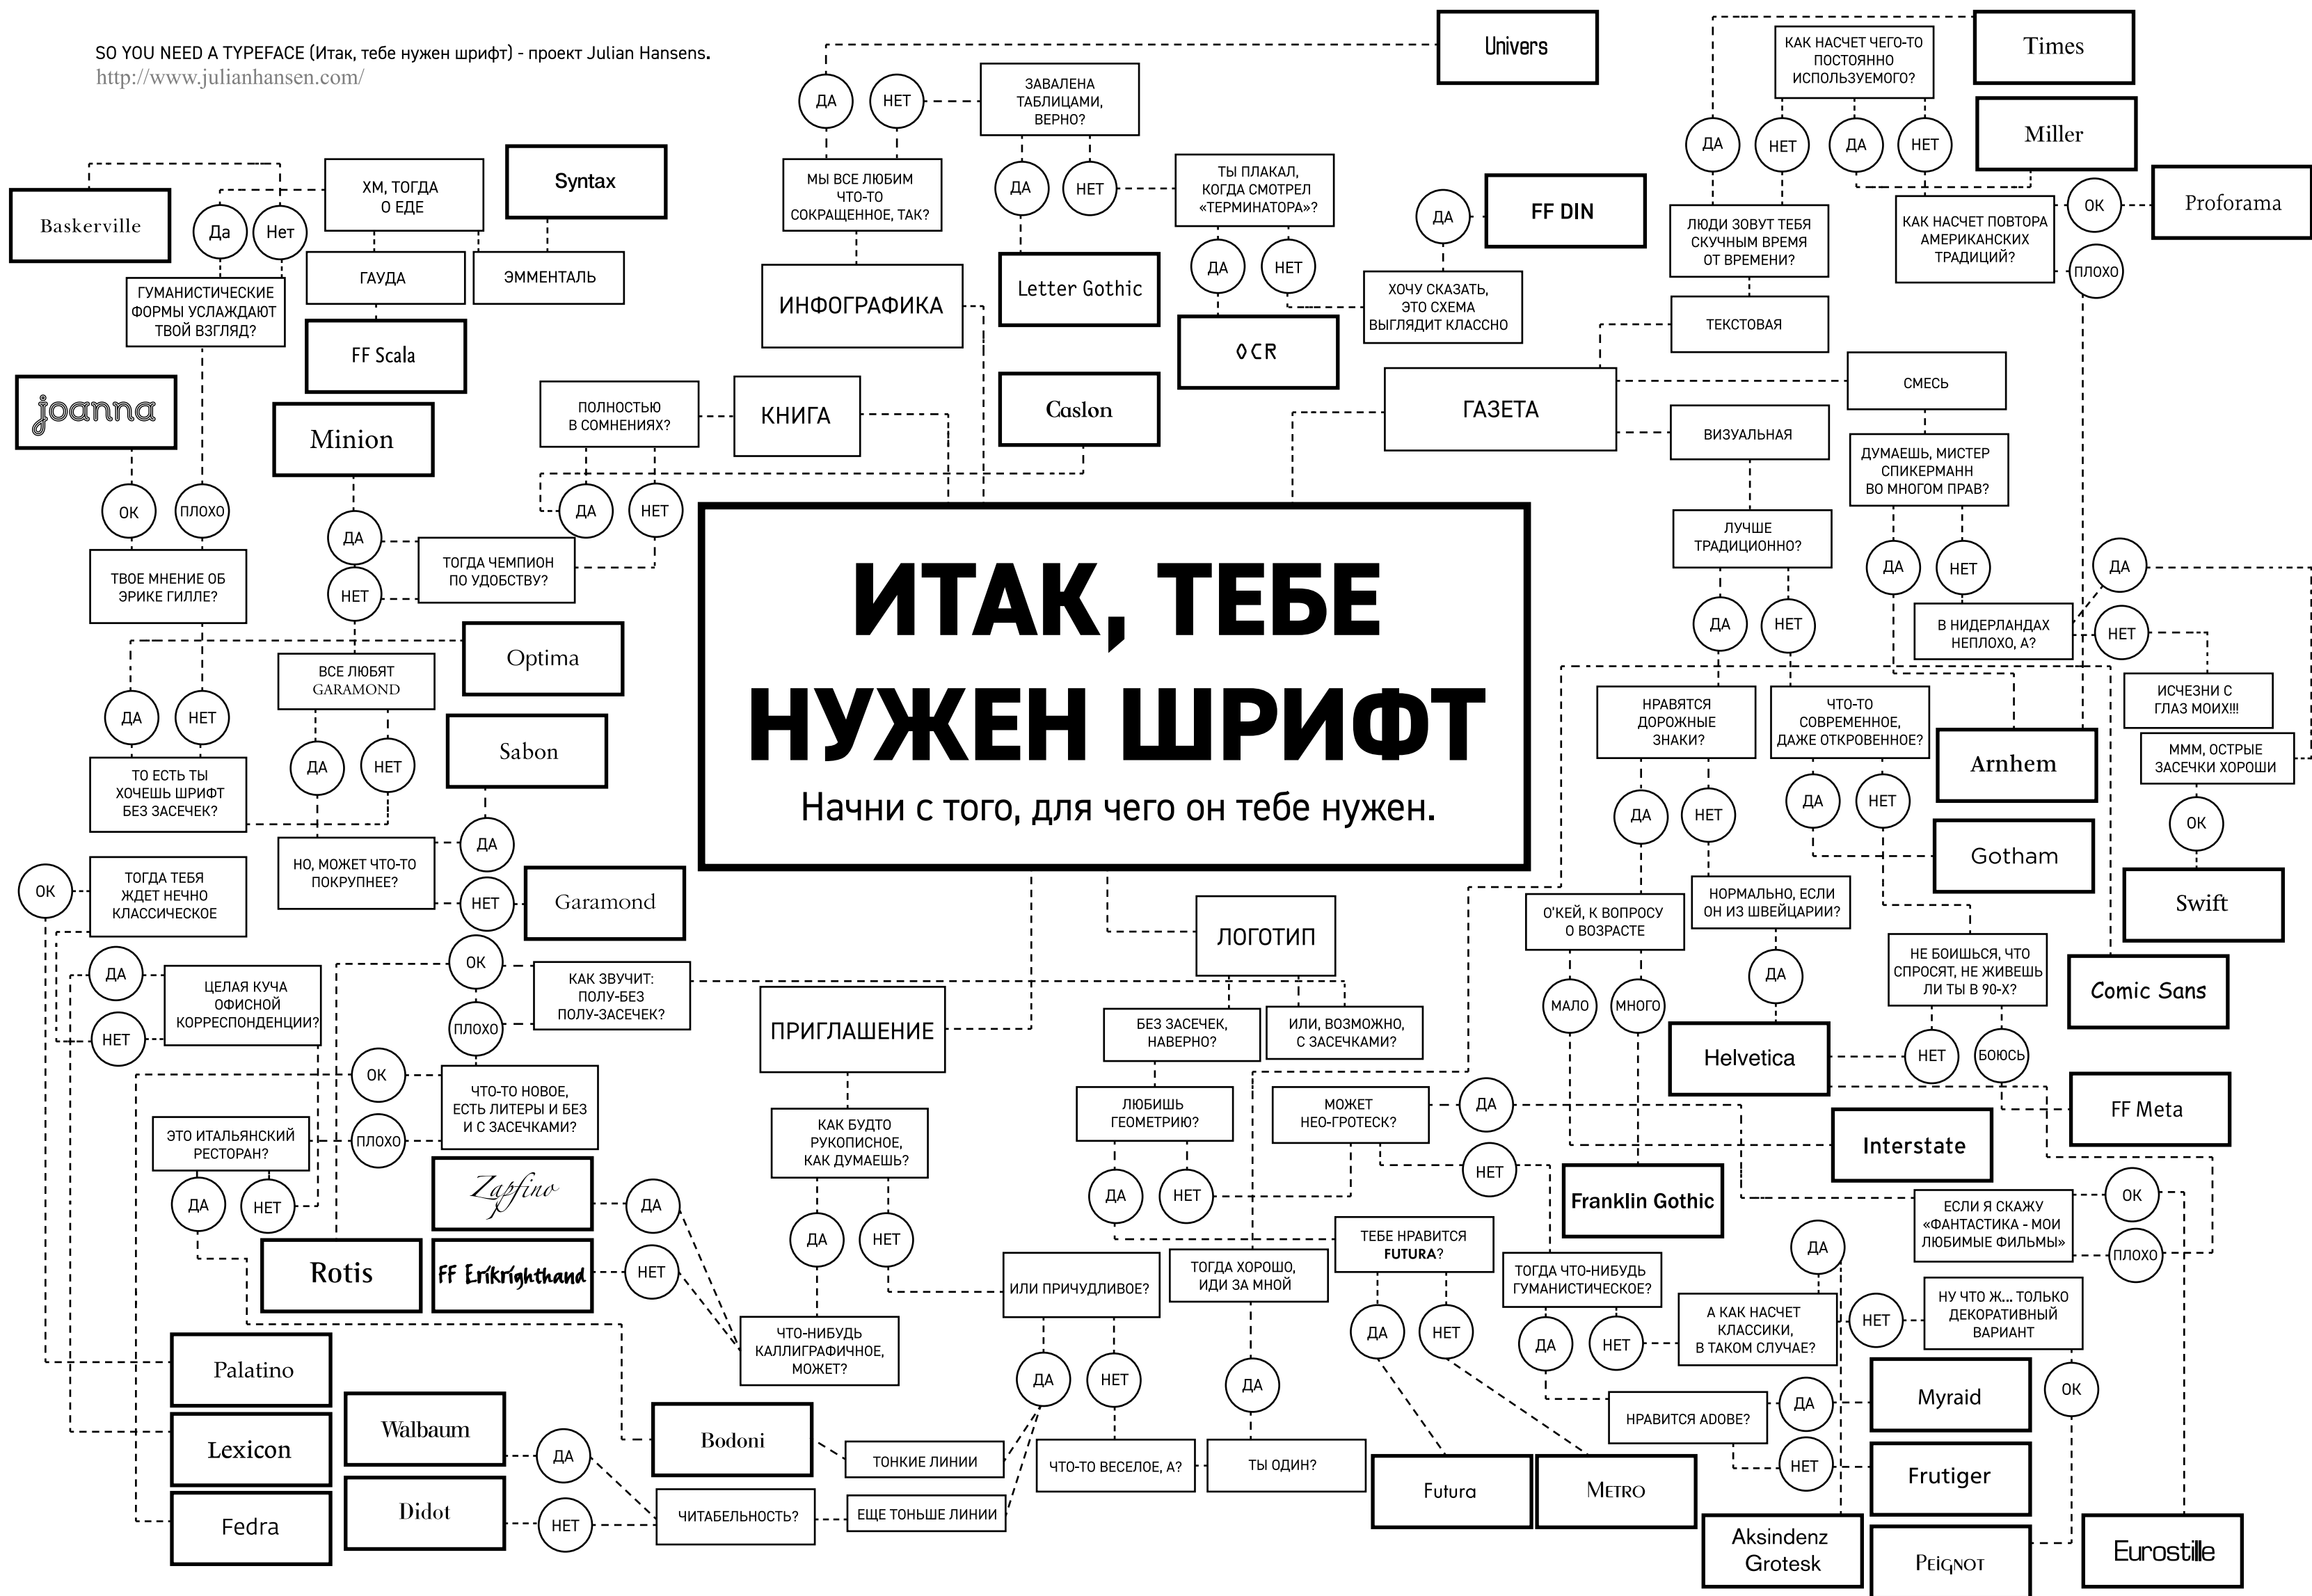 SO YOU NEED A TYPEFACE (Итак, тебе нужен шрифт) - проект Julian Hansens.
http://www.julianhansen.com/
Univers
ДА
НЕТ
ЗАВАЛЕНА
ТАБЛИЦАМИ,
ВЕРНО?
МЫ ВСЕ ЛЮБИМ
ЧТО-ТО
СОКРАЩЕННОЕ, ТАК?
ДА
НЕТ
ТЫ ПЛАКАЛ,
КОГДА СМОТРЕЛ
«ТЕРМИНАТОРА»?
ДА
НЕТ
ДА
FF DIN
ИНФОГРАФИКА
Letter Gothic
OCR
ХОЧУ СКАЗАТЬ,
ЭТО СХЕМА
ВЫГЛЯДИТ КЛАССНО
КАК НАСЧЕТ ЧЕГО-ТО
ПОСТОЯННО
ИСПОЛЬЗУЕМОГО?
Times
ДА
НЕТ
ДА
НЕТ
Miller
ЛЮДИ ЗОВУТ ТЕБЯ
СКУЧНЫМ ВРЕМЯ
ОТ ВРЕМЕНИ?
КАК НАСЧЕТ ПОВТОРА
АМЕРИКАНСКИХ
ТРАДИЦИЙ?
ОК
Proforama
ПЛОХО
ТЕКСТОВАЯ
ГАЗЕТА
СМЕСЬ
ВИЗУАЛЬНАЯ
ДУМАЕШЬ, МИСТЕР
СПИКЕРМАНН
ВО МНОГОМ ПРАВ?
ЛУЧШЕ
ТРАДИЦИОННО?
ДА
НЕТ
ДА
В НИДЕРЛАНДАХ
НЕПЛОХО, А?
НЕТ
ДА
НЕТ
ИСЧЕЗНИ С
ГЛАЗ МОИХ!!!
МММ, ОСТРЫЕ
ЗАСЕЧКИ ХОРОШИ
ОК
Swift
НРАВЯТСЯ
ДОРОЖНЫЕ
ЗНАКИ?
ЧТО-ТО
СОВРЕМЕННОЕ,
ДАЖЕ ОТКРОВЕННОЕ?
Arnhem
ДА
НЕТ
ДА
НЕТ
Gotham
О'КЕЙ, К ВОПРОСУ
О ВОЗРАСТЕ
НОРМАЛЬНО, ЕСЛИ
ОН ИЗ ШВЕЙЦАРИИ?
НЕ БОИШЬСЯ, ЧТО
СПРОСЯТ, НЕ ЖИВЕШЬ
ЛИ ТЫ В 90-Х?
МАЛО
МНОГО
ДА
Comic Sans
Helvetica
НЕТ
БОЮСЬ
FF Meta
Interstate
Franklin Gothic
Baskerville
ХМ, ТОГДА
О ЕДЕ
Syntax
Да
Нет
ГАУДА
ЭММЕНТАЛЬ
ГУМАНИСТИЧЕСКИЕ
ФОРМЫ УСЛАЖДАЮТ
ТВОЙ ВЗГЛЯД?
FF Scala
joanna
Minion
ПОЛНОСТЬЮ
В СОМНЕНИЯХ?
КНИГА
Caslon
ОК
ПЛОХО
ДА
НЕТ
ДА
НЕТ
ТОГДА ЧЕМПИОН
ПО УДОБСТВУ?
ТВОЕ МНЕНИЕ ОБ
ЭРИКЕ ГИЛЛЕ?
Optima
ВСЕ ЛЮБЯТ
GARAMOND
ДА
НЕТ
ДА
НЕТ
Sabon
ТО ЕСТЬ ТЫ
ХОЧЕШЬ ШРИФТ
БЕЗ ЗАСЕЧЕК?
НО, МОЖЕТ ЧТО-ТО
ПОКРУПНЕЕ?
ДА
НЕТ
Garamond
ИТАК, ТЕБЕ
НУЖЕН ШРИФТ
Начни с того, для чего он тебе нужен.
ОК
ТОГДА ТЕБЯ
ЖДЕТ НЕЧНО
КЛАССИЧЕСКОЕ
ДА
НЕТ
ЦЕЛАЯ КУЧА
ОФИСНОЙ
КОРРЕСПОНДЕНЦИИ?
ОК
ПЛОХО
КАК ЗВУЧИТ:
ПОЛУ-БЕЗ
ПОЛУ-ЗАСЕЧЕК?
ОК
ПЛОХО
ЧТО-ТО НОВОЕ,
ЕСТЬ ЛИТЕРЫ И БЕЗ
И С ЗАСЕЧКАМИ?
ЭТО ИТАЛЬЯНСКИЙ
РЕСТОРАН?
ДА
НЕТ
Rotis
Zapfino
ДА
FF Erikrighthand
НЕТ
Palatino
Lexicon
Fedra
Walbaum
ДА
Didot
НЕТ
Bodoni
ЧИТАБЕЛЬНОСТЬ?
ТОНКИЕ ЛИНИИ
ЕЩЕ ТОНЬШЕ ЛИНИИ
ПРИГЛАШЕНИЕ
КАК БУДТО
РУКОПИСНОЕ,
КАК ДУМАЕШЬ?
ДА
НЕТ
ЧТО-НИБУДЬ
КАЛЛИГРАФИЧНОЕ,
МОЖЕТ?
ИЛИ ПРИЧУДЛИВОЕ?
ДА
НЕТ
ЧТО-ТО ВЕСЕЛОЕ, А?
ТЫ ОДИН?
ДА
ТОГДА ХОРОШО,
ИДИ ЗА МНОЙ
ЛОГОТИП
БЕЗ ЗАСЕЧЕК,
НАВЕРНО?
ИЛИ, ВОЗМОЖНО,
С ЗАСЕЧКАМИ?
ЛЮБИШЬ
ГЕОМЕТРИЮ?
МОЖЕТ
НЕО-ГРОТЕСК?
ДА
НЕТ
ДА
НЕТ
ТЕБЕ НРАВИТСЯ
FUTURA?
ДА
НЕТ
Futura
METRO
ТОГДА ЧТО-НИБУДЬ
ГУМАНИСТИЧЕСКОЕ?
ДА
НЕТ
А КАК НАСЧЕТ
КЛАССИКИ,
В ТАКОМ СЛУЧАЕ?
ДА
НЕТ
ЕСЛИ Я СКАЖУ
«ФАНТАСТИКА - МОИ
ЛЮБИМЫЕ ФИЛЬМЫ»
ОК
ПЛОХО
НУ ЧТО Ж... ТОЛЬКО
ДЕКОРАТИВНЫЙ
ВАРИАНТ
ОК
НРАВИТСЯ ADOBE?
ДА
Myraid
НЕТ
Frutiger
Aksindenz
Grotesk
PEIGNOT
Eurostille